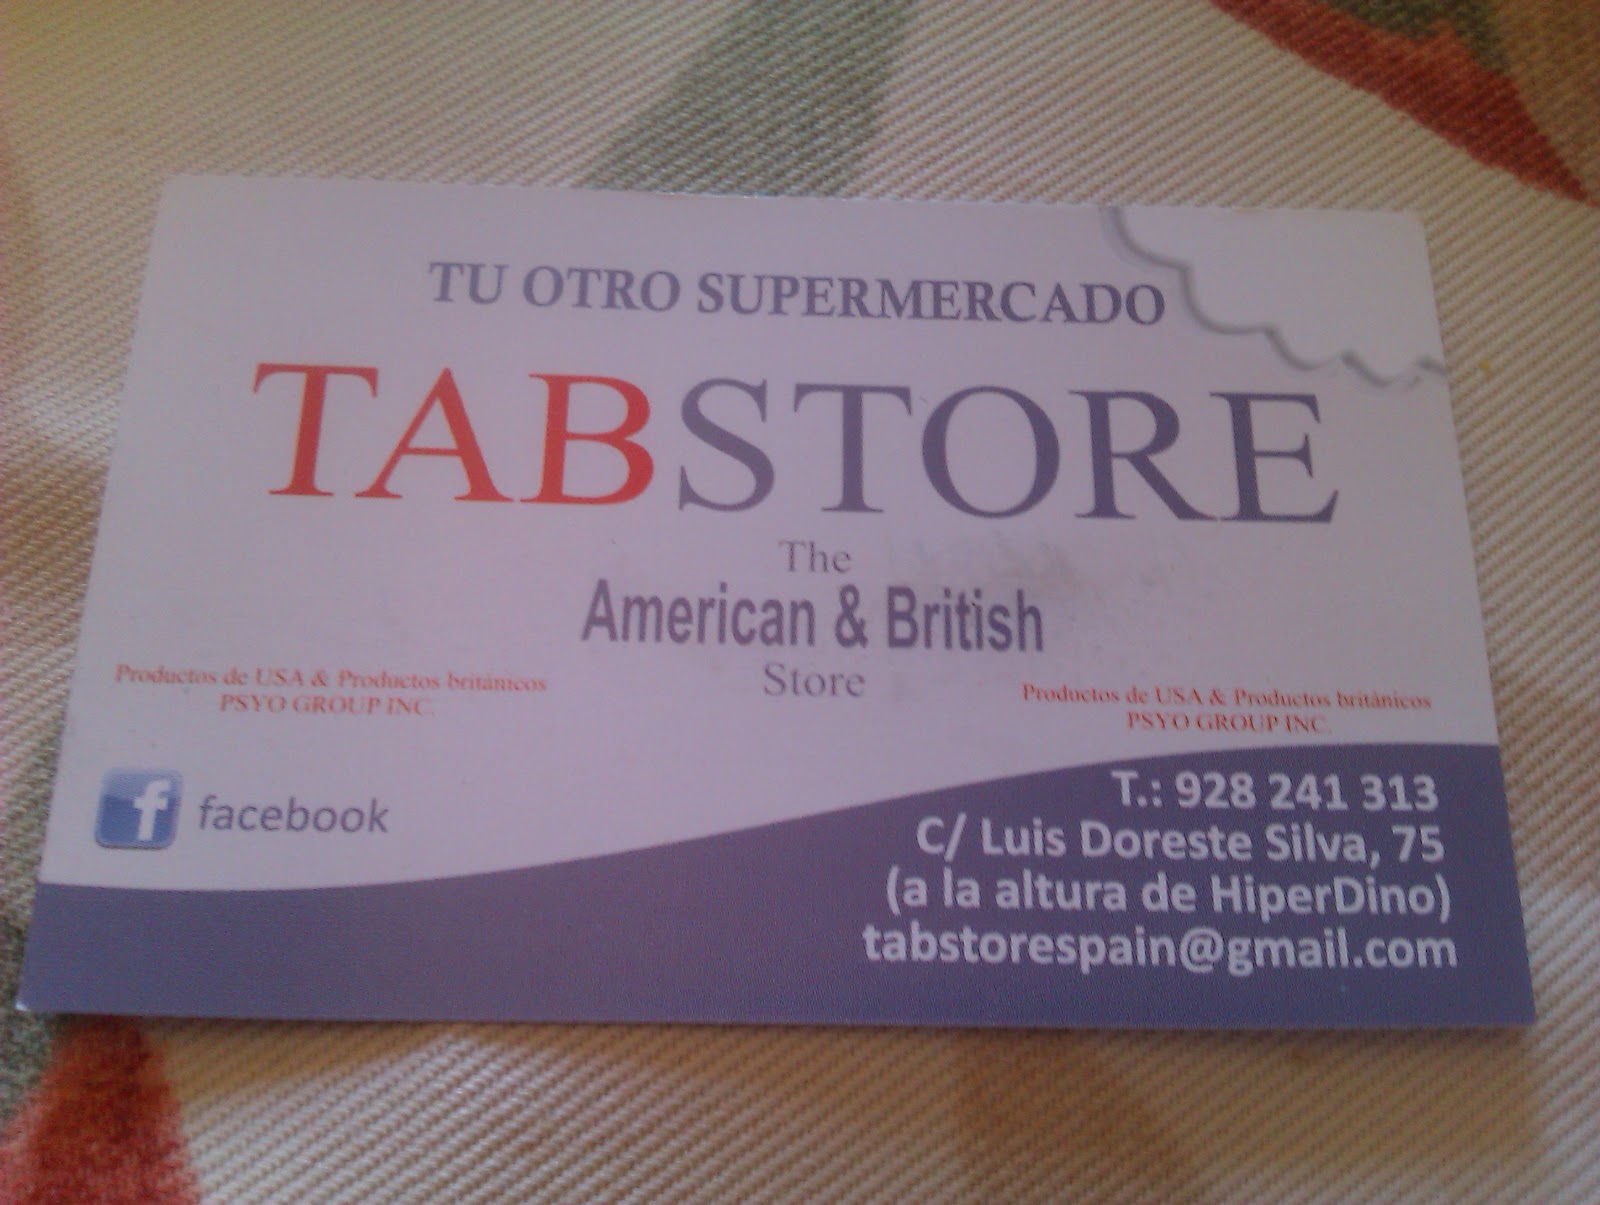 TU OTRO SUPERMERCADO
TABSTORE
The
American & British
Store
Productos de USA & Productos británicos
PSYO GROUP INC.
Productos de USA & Productos británicos
PSYO GROUP INC.
f facebook
T.: 928 241 313
C/ Luis Doreste Silva, 75
(a la altura de HiperDino)
tabstorespain@gmail.com